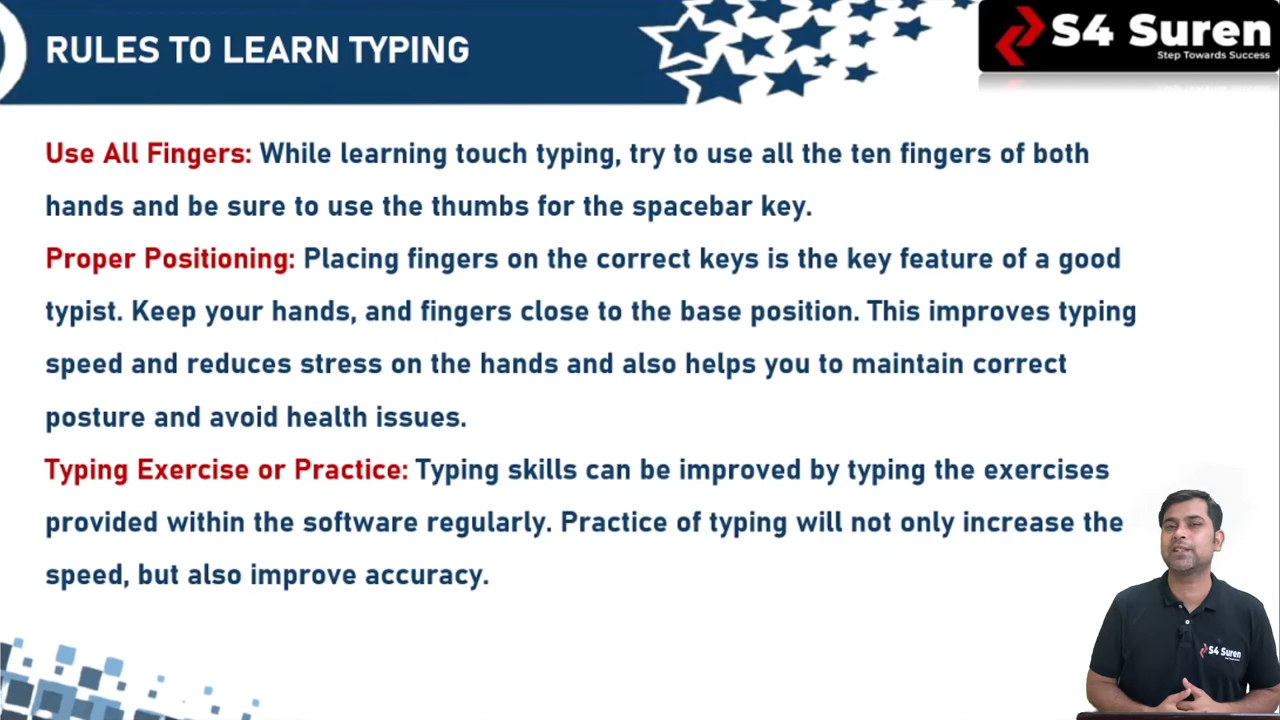 RULES TO LEARN TYPING
S4 Suren
Step Towards Success
Use All Fingers: While learning touch typing, try to use all the ten fingers of both
hands and be sure to use the thumbs for the spacebar key.
Proper Positioning: Placing fingers on the correct keys is the key feature of a good
typist. Keep your hands, and fingers close to the base position. This improves typing
speed and reduces stress on the hands and also helps you to maintain correct
posture and avoid health issues.
Typing Exercise or Practice: Typing skills can be improved by typing the exercises
provided within the software regularly. Practice of typing will not only increase the
speed, but also improve accuracy.
S4 Suren